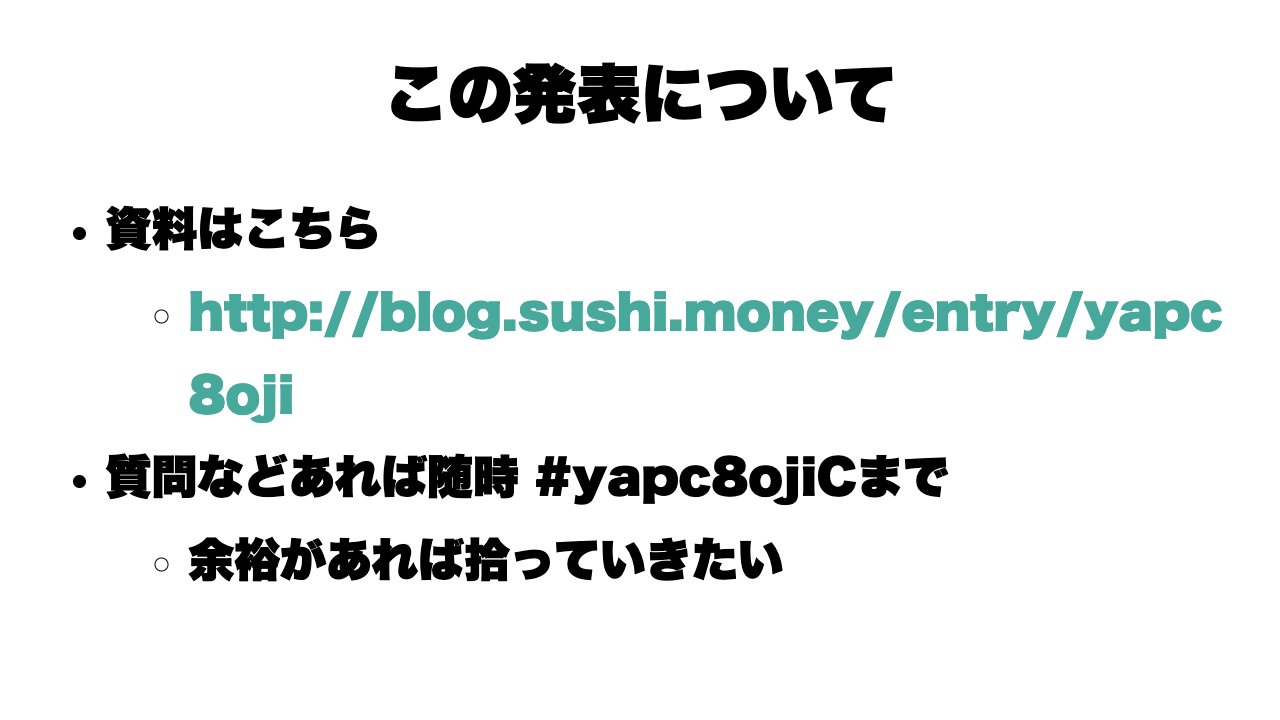 この発表について
資料はこちら
http://blog.sushi.money/entry/yapc
8oji
質問などあれば随時 #yapc8ojiCまで
余裕があれば拾っていきたい